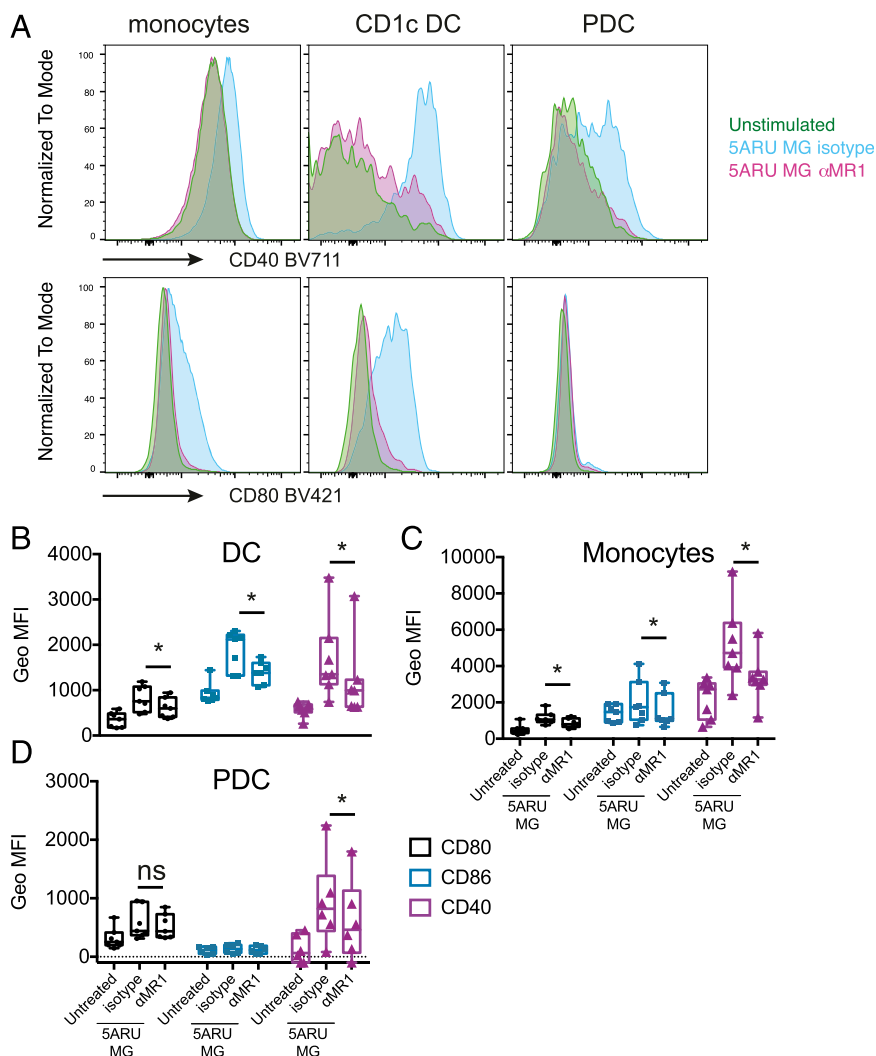 A
monocytes
CD1c DC
PDC
Normalized To Mode
100
80
60
40
20
0
Unstimulated
5ARU MG isotype
5ARU MG αMR1
CD40 BV711
Normalized To Mode
100
80
60
40
20
0
CD80 BV421
B
DC
Geo MFI
4000
3000
2000
1000
0
*
*
*
C
Monocytes
Geo MFI
10000
8000
6000
4000
2000
0
*
*
*
Untreated
isotype
αMR1
5ARU
MG
Untreated
isotype
αMR1
5ARU
MG
Untreated
isotype
αMR1
5ARU
MG
D
PDC
Geo MFI
3000
2000
1000
0
ns
*
Untreated
isotype
αMR1
5ARU
MG
Untreated
isotype
αMR1
5ARU
MG
Untreated
isotype
αMR1
5ARU
MG
CD80
CD86
CD40